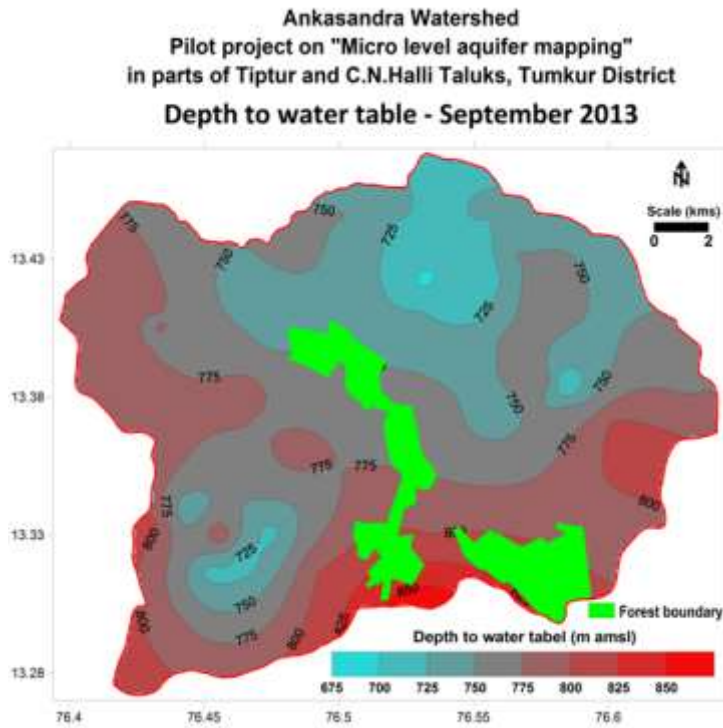 Ankasandra Watershed
Pilot project on "Micro level aquifer mapping"
in parts of Tiptur and C.N.Halli Taluks, Tumkur District
Depth to water table - September 2013
N
Scale (kms)
0 2
13.43
13.38
13.33
13.28
775
750
750
725
725
750
750
750
775
775
775
775
775
800
725
750
775
800
800
825
850
800
Forest boundary
Depth to water tabel (m amsl)
675 700 725 750 775 800 825 850
76.4 76.45 76.5 76.55 76.6